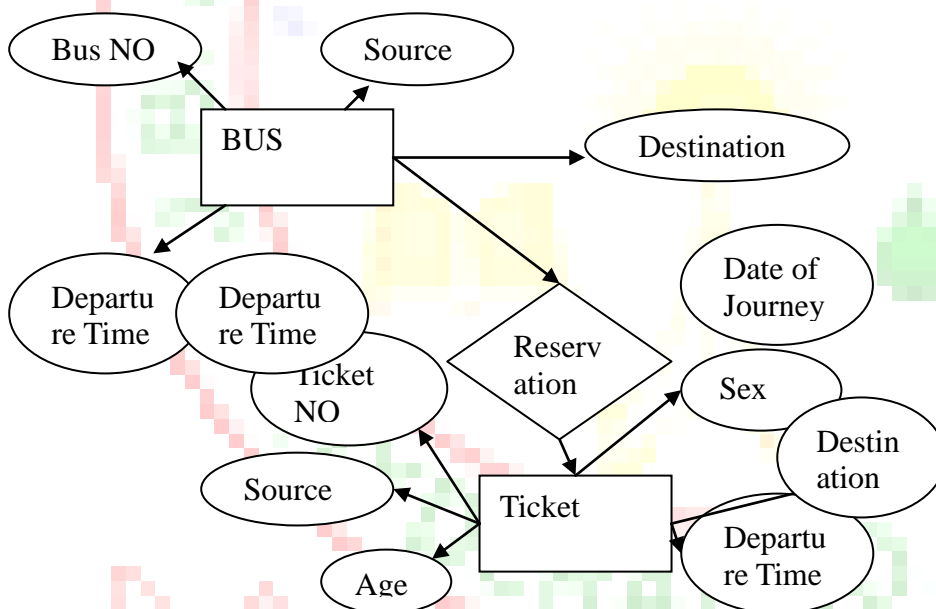 Bus NO
Source
BUS
Destination
Departu
re Time
Departu
re Time
Date of
Journey
Reserv
ation
Ticket
NO
Sex
Destin
ation
Source
Ticket
Departu
re Time
Age